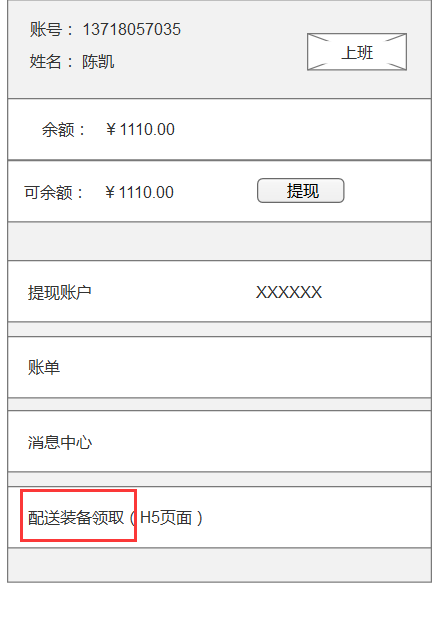 账号： 13718057035
姓名： 陈凯
上班
余额： ￥1110.00
可余额： ￥1110.00
提现
提现账户
XXXXXX
账单
消息中心
配送装备领取（H5页面）